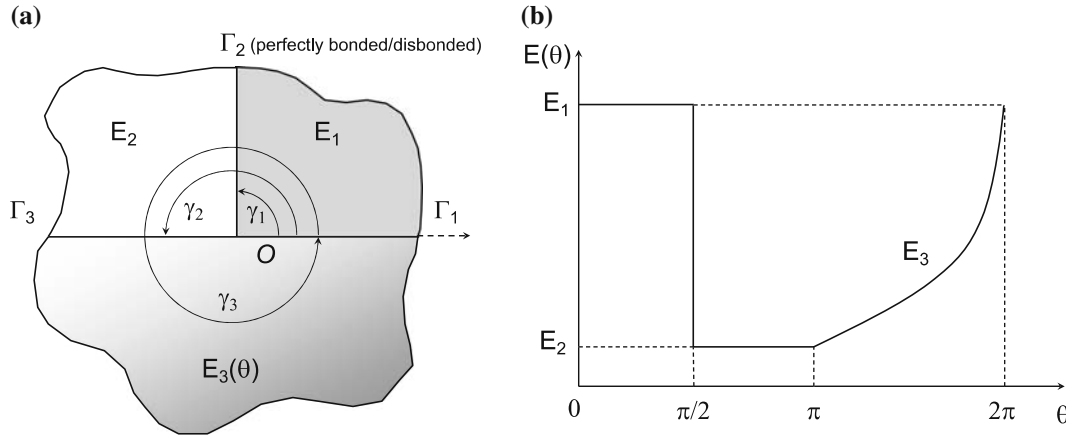 (a)
Γ₂ (perfectly bonded/disbonded)
E₂
E₁
Γ₃
γ₂
γ₁
Γ₁
O
γ₃
E₃(θ)
(b)
E(θ)
E₁
E₃
E₂
0
π/2
π
2π
θ